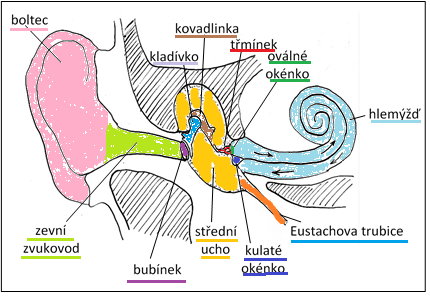 boltec
kovadlinka
kladívko
třmínek
oválné
okénko
hlemýžď
zevní
zvukovod
bubínek
střední
ucho
kulaté
okénko
Eustachova trubice